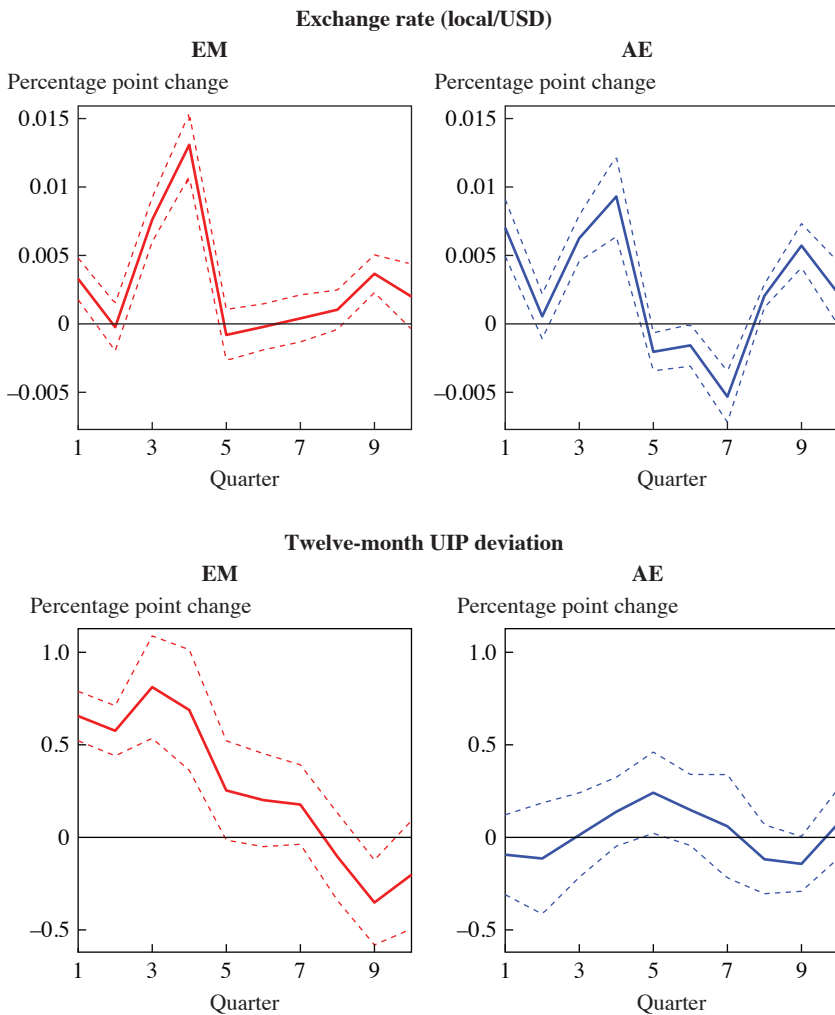 Exchange rate (local/USD)
EM
AE
Percentage point change
Percentage point change
0.015
0.01
0.005
0
–0.005
1 3 5 7 9
Quarter
0.015
0.01
0.005
0
–0.005
1 3 5 7 9
Quarter
Twelve-month UIP deviation
EM
AE
Percentage point change
Percentage point change
1.0
0.5
0
–0.5
1 3 5 7 9
Quarter
1.0
0.5
0
–0.5
1 3 5 7 9
Quarter